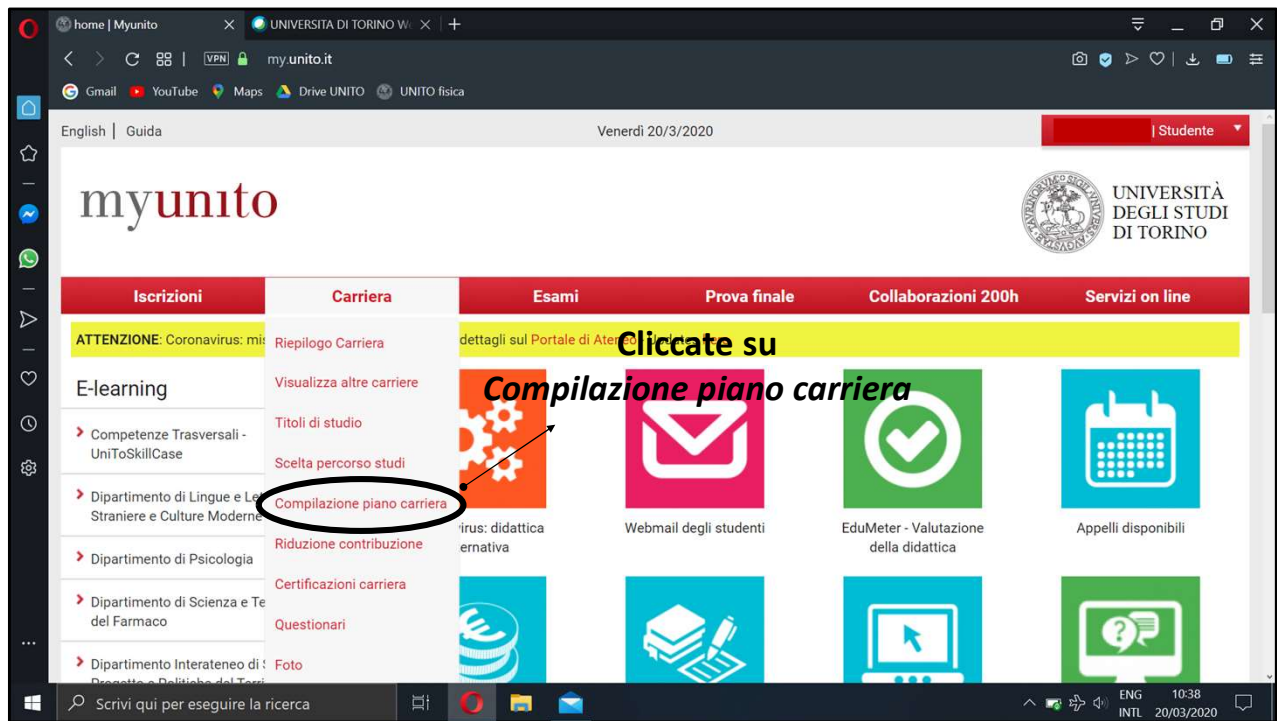 home | Myunito
UNIVERSITA DI TORINO W
VPN my.unito.it
Gmail YouTube Maps Drive UNITO UNITO fisica
English | Guida
Venerdì 20/3/2020
| Studente
myunito
UNIVERSITÀ
DEGLI STUDI
DI TORINO
Iscrizioni Carriera Esami Prova finale Collaborazioni 200h Servizi on line
ATTENZIONE: Coronavirus: mi
dettagli sul Portale di Ateneo
Cliccate su
Compilazione piano carriera
Riepilogo Carriera
Visualizza altre carriere
Titoli di studio
Scelta percorso studi
Compilazione piano carriera
Riduzione contribuzione
Certificazioni carriera
Questionari
Foto
E-learning
Competenze Trasversali -
UniToSkillCase
Dipartimento di Lingue e Let
Straniere e Culture Moderne
Dipartimento di Psicologia
Dipartimento di Scienza e Te
del Farmaco
Dipartimento Interateneo di
irus: didattica
ernativa
Webmail degli studenti
EduMeter - Valutazione
della didattica
Appelli disponibili
Scrivi qui per eseguire la ricerca
ENG
INTL
10:38
20/03/2020